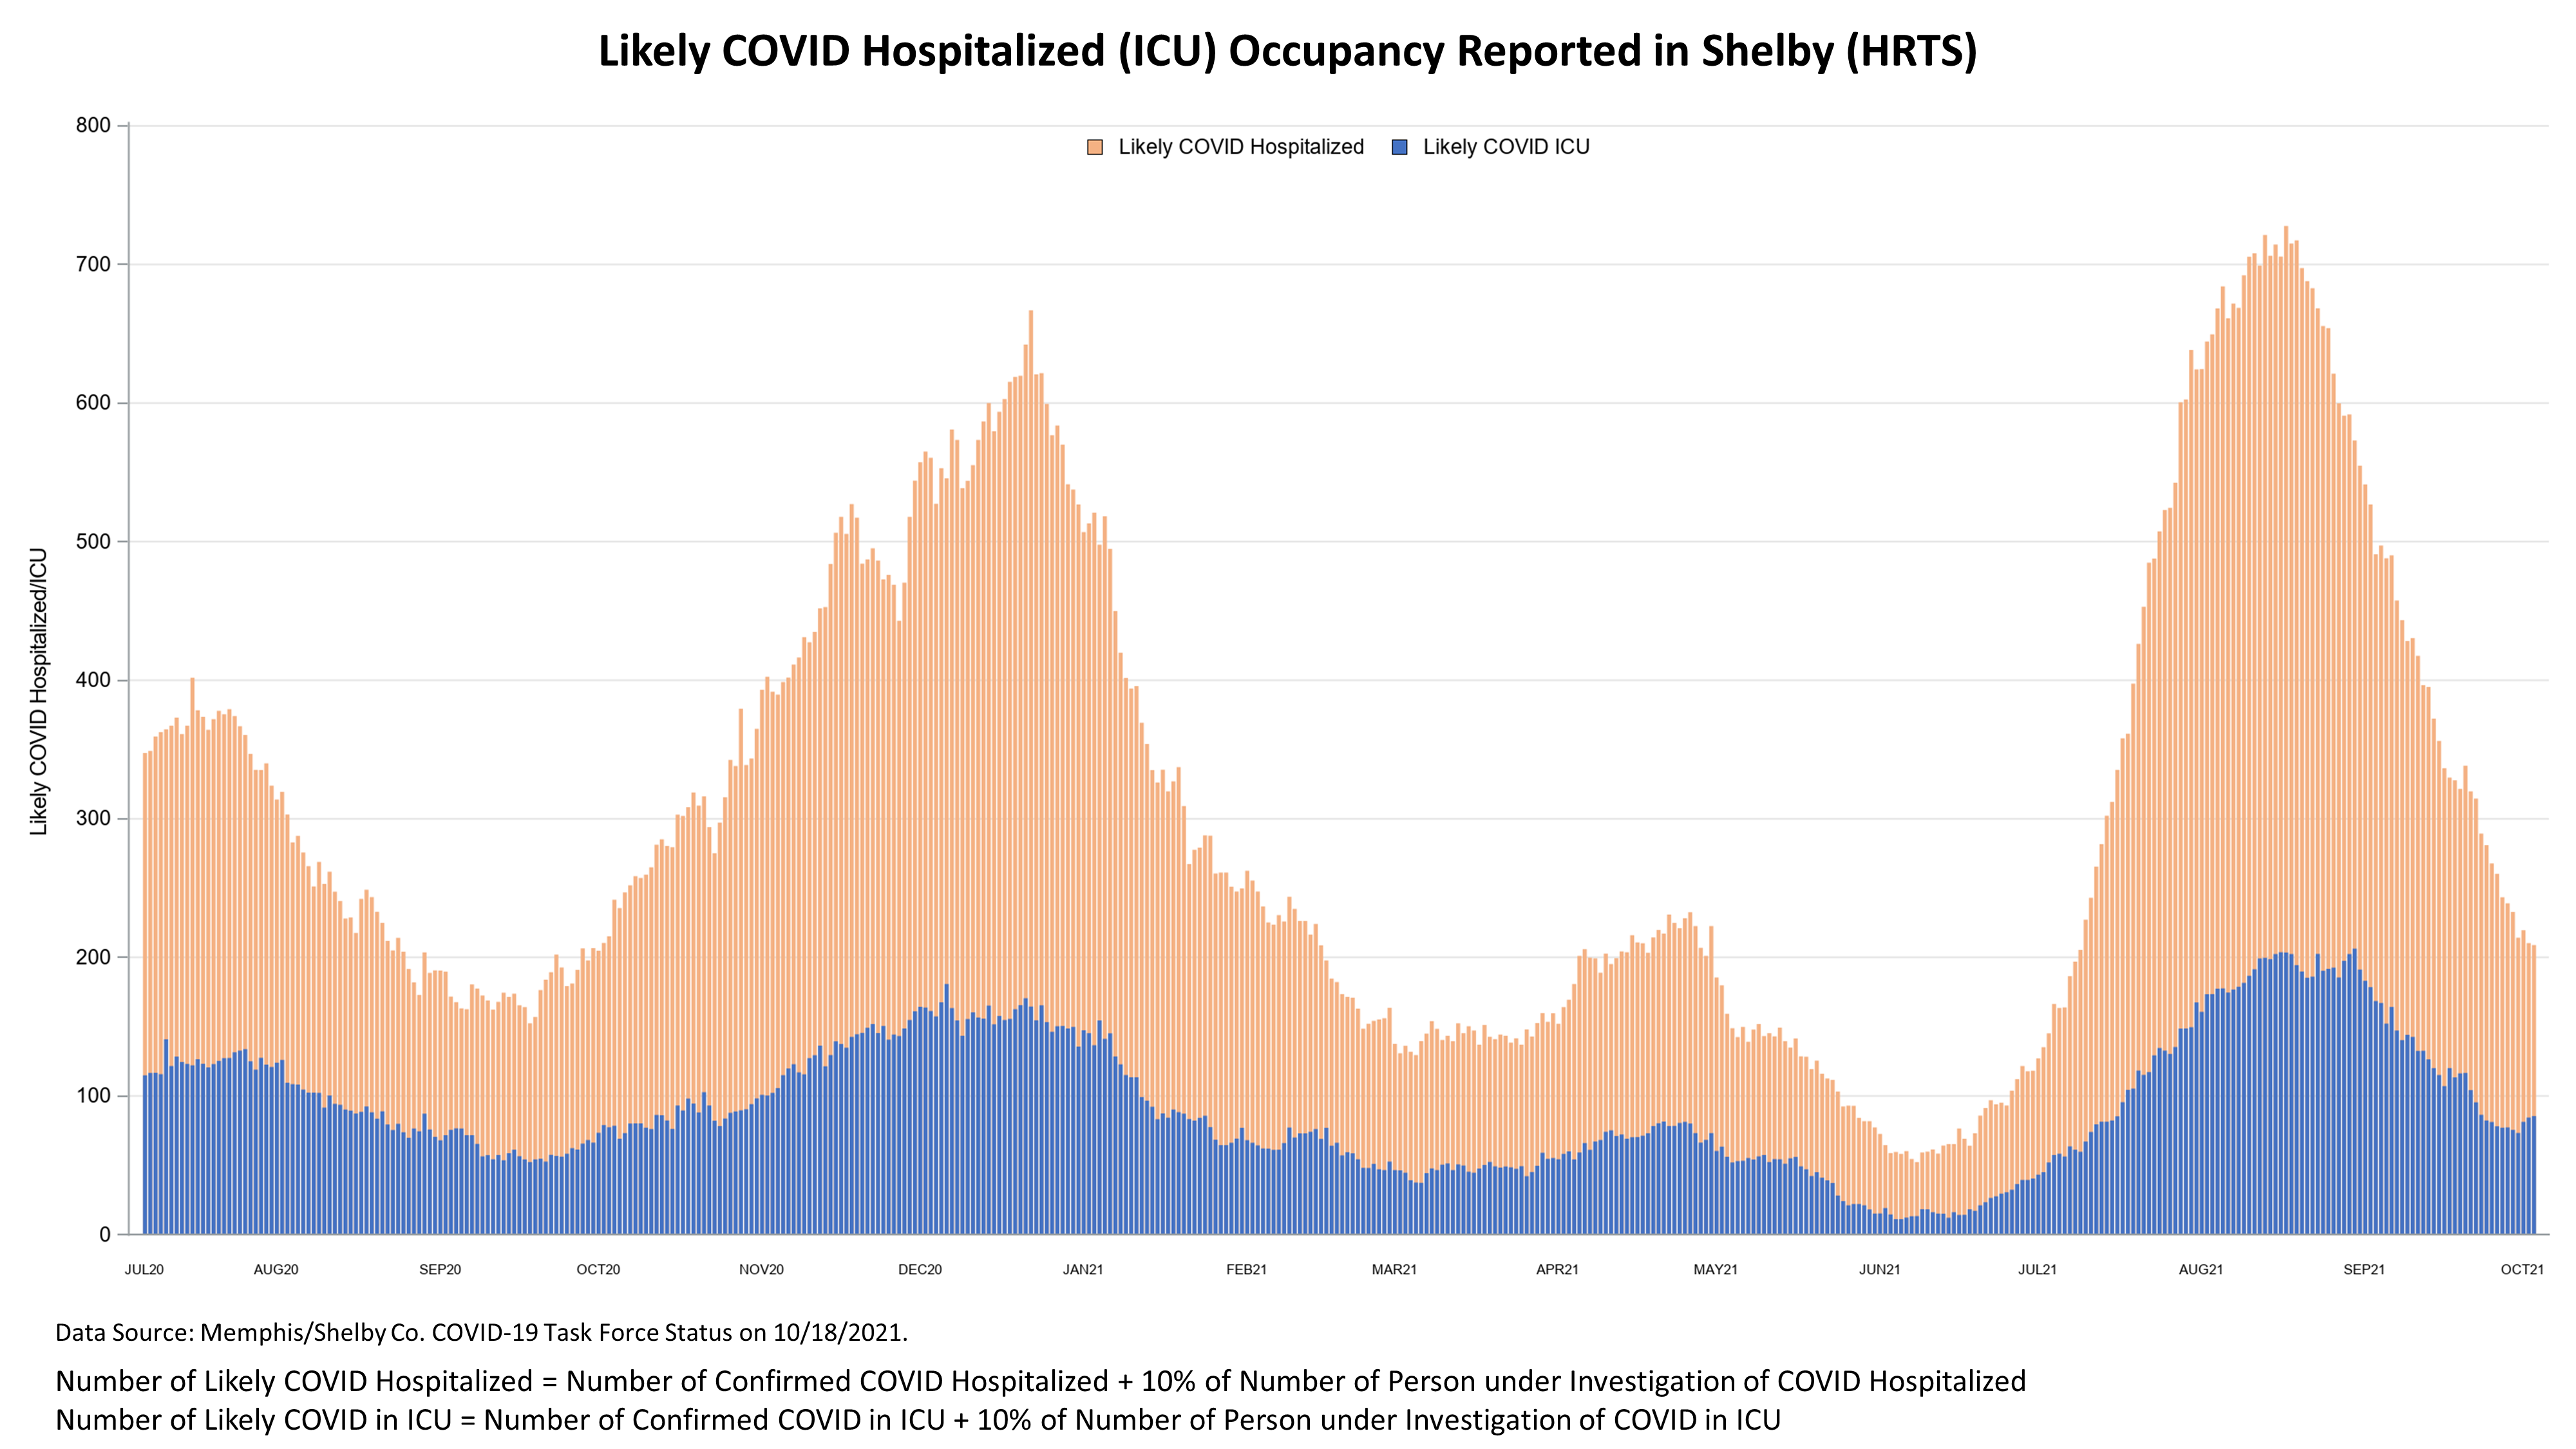 Likely COVID Hospitalized (ICU) Occupancy Reported in Shelby (HRTS)
Likely COVID Hospitalized
Likely COVID ICU
Likely COVID Hospitalized/ICU
800
700
600
500
400
300
200
100
0
JUL20 AUG20 SEP20 OCT20 NOV20 DEC20 JAN21 FEB21 MAR21 APR21 MAY21 JUN21 JUL21 AUG21 SEP21 OCT21
Data Source: Memphis/Shelby Co. COVID-19 Task Force Status on 10/18/2021.
Number of Likely COVID Hospitalized = Number of Confirmed COVID Hospitalized + 10% of Number of Person under Investigation of COVID Hospitalized
Number of Likely COVID in ICU = Number of Confirmed COVID in ICU + 10% of Number of Person under Investigation of COVID in ICU